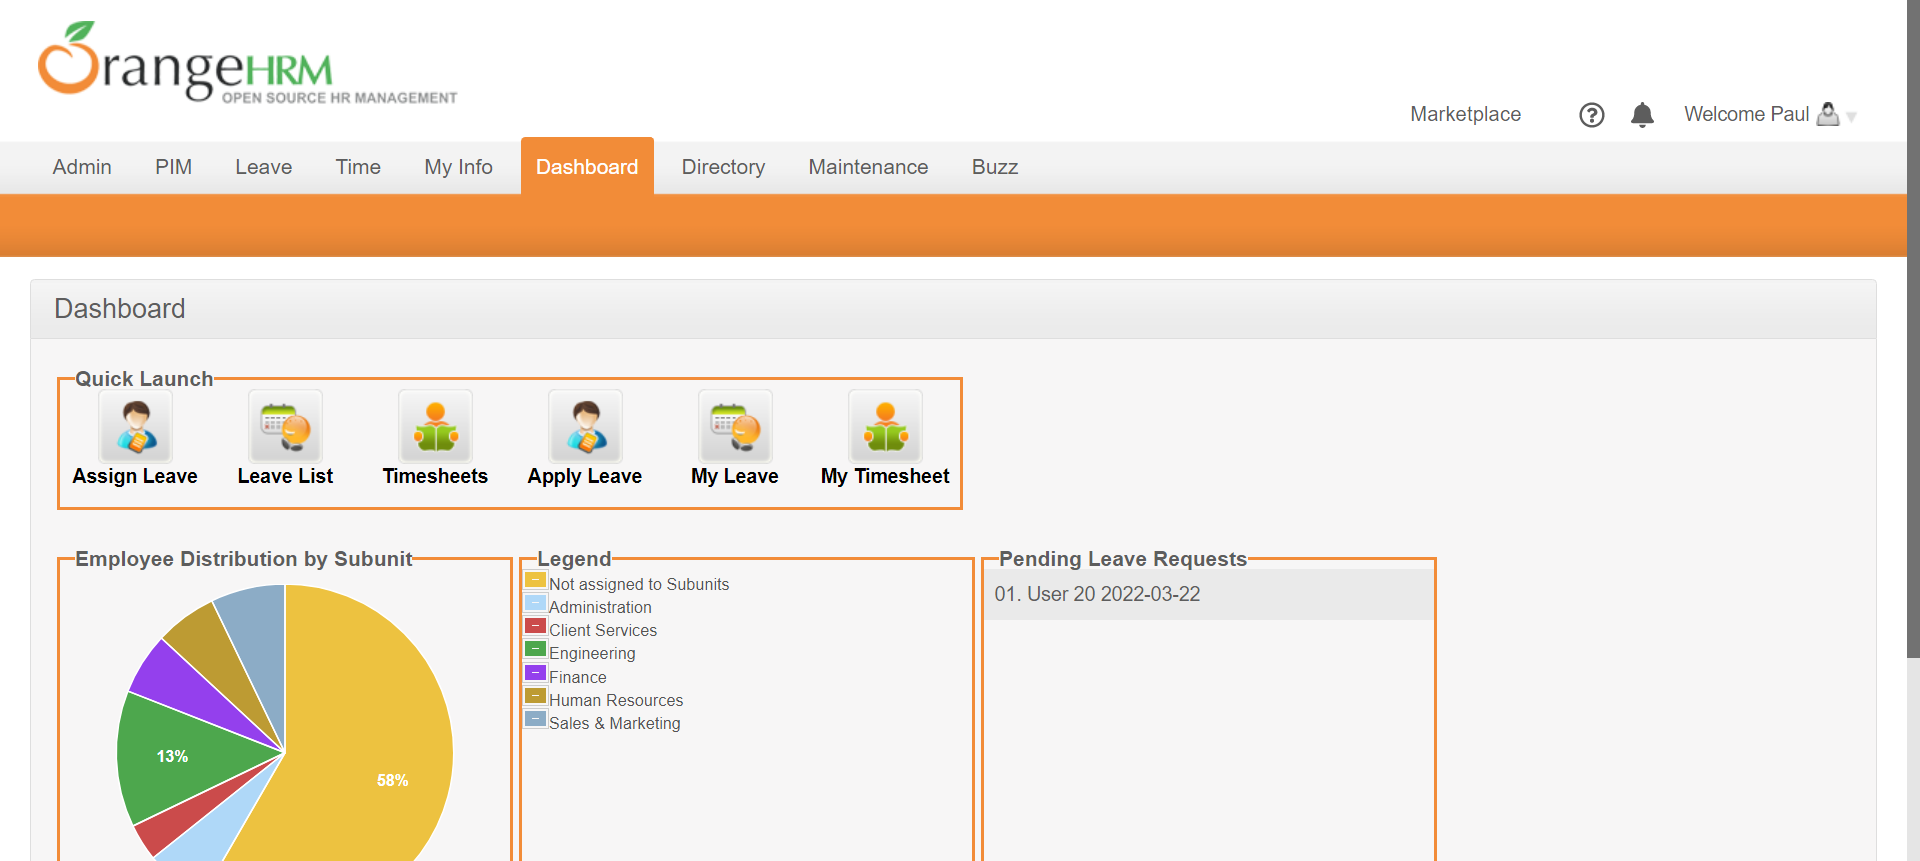 OrangeHRM
OPEN SOURCE HR MANAGEMENT
Marketplace
?
Welcome Paul
Admin
PIM
Leave
Time
My Info
Dashboard
Directory
Maintenance
Buzz
Dashboard
Quick Launch
Assign Leave
Leave List
Timesheets
Apply Leave
My Leave
My Timesheet
Employee Distribution by Subunit
13%
58%
Legend
Not assigned to Subunits
Administration
Client Services
Engineering
Finance
Human Resources
Sales & Marketing
Pending Leave Requests
01. User 20 2022-03-22